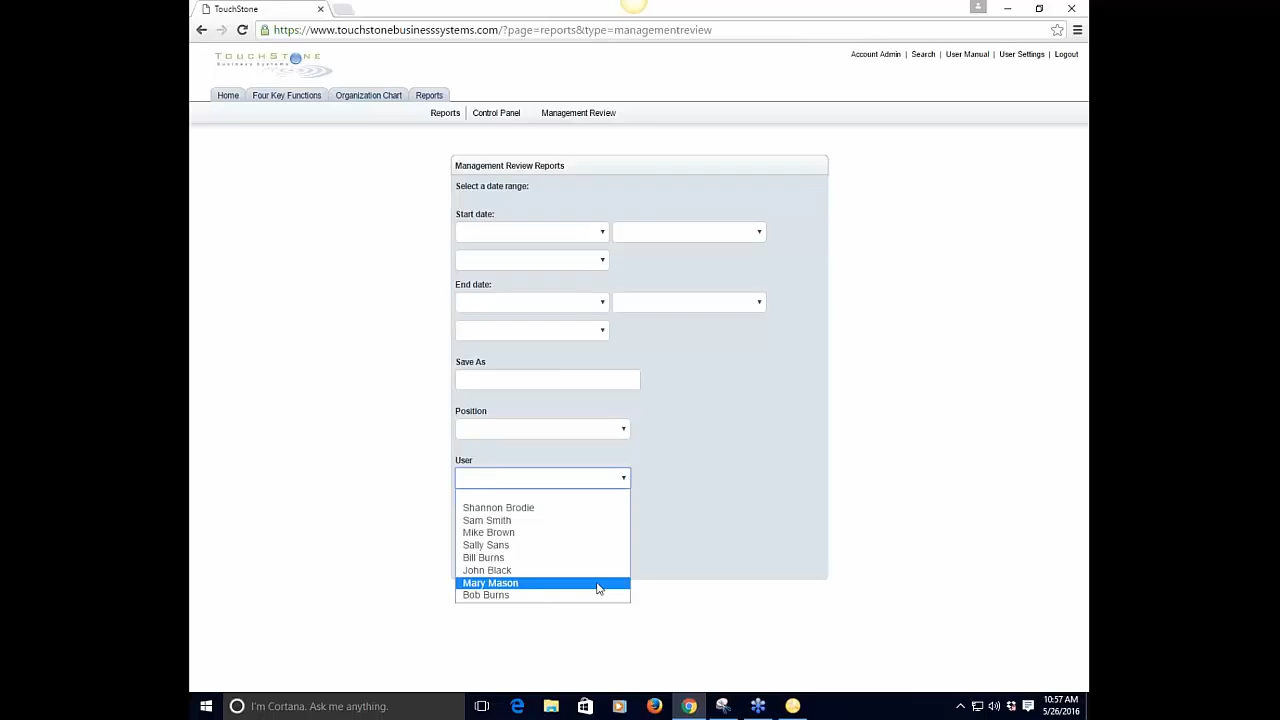 TouchStone
https://www.touchstonebusinesssystems.com/?page=reports&type=managementreview
TOUCHSTONE
Business Systems
Account Admin | Search | User Manual | User Settings | Logout
Home Four Key Functions Organization Chart Reports
Reports | Control Panel Management Review
Management Review Reports
Select a date range:
Start date:
End date:
Save As
Position
User
Shannon Brodie
Sam Smith
Mike Brown
Sally Sans
Bill Burns
John Black
Mary Mason
Bob Burns
I'm Cortana. Ask me anything.
10:57 AM
5/26/2016